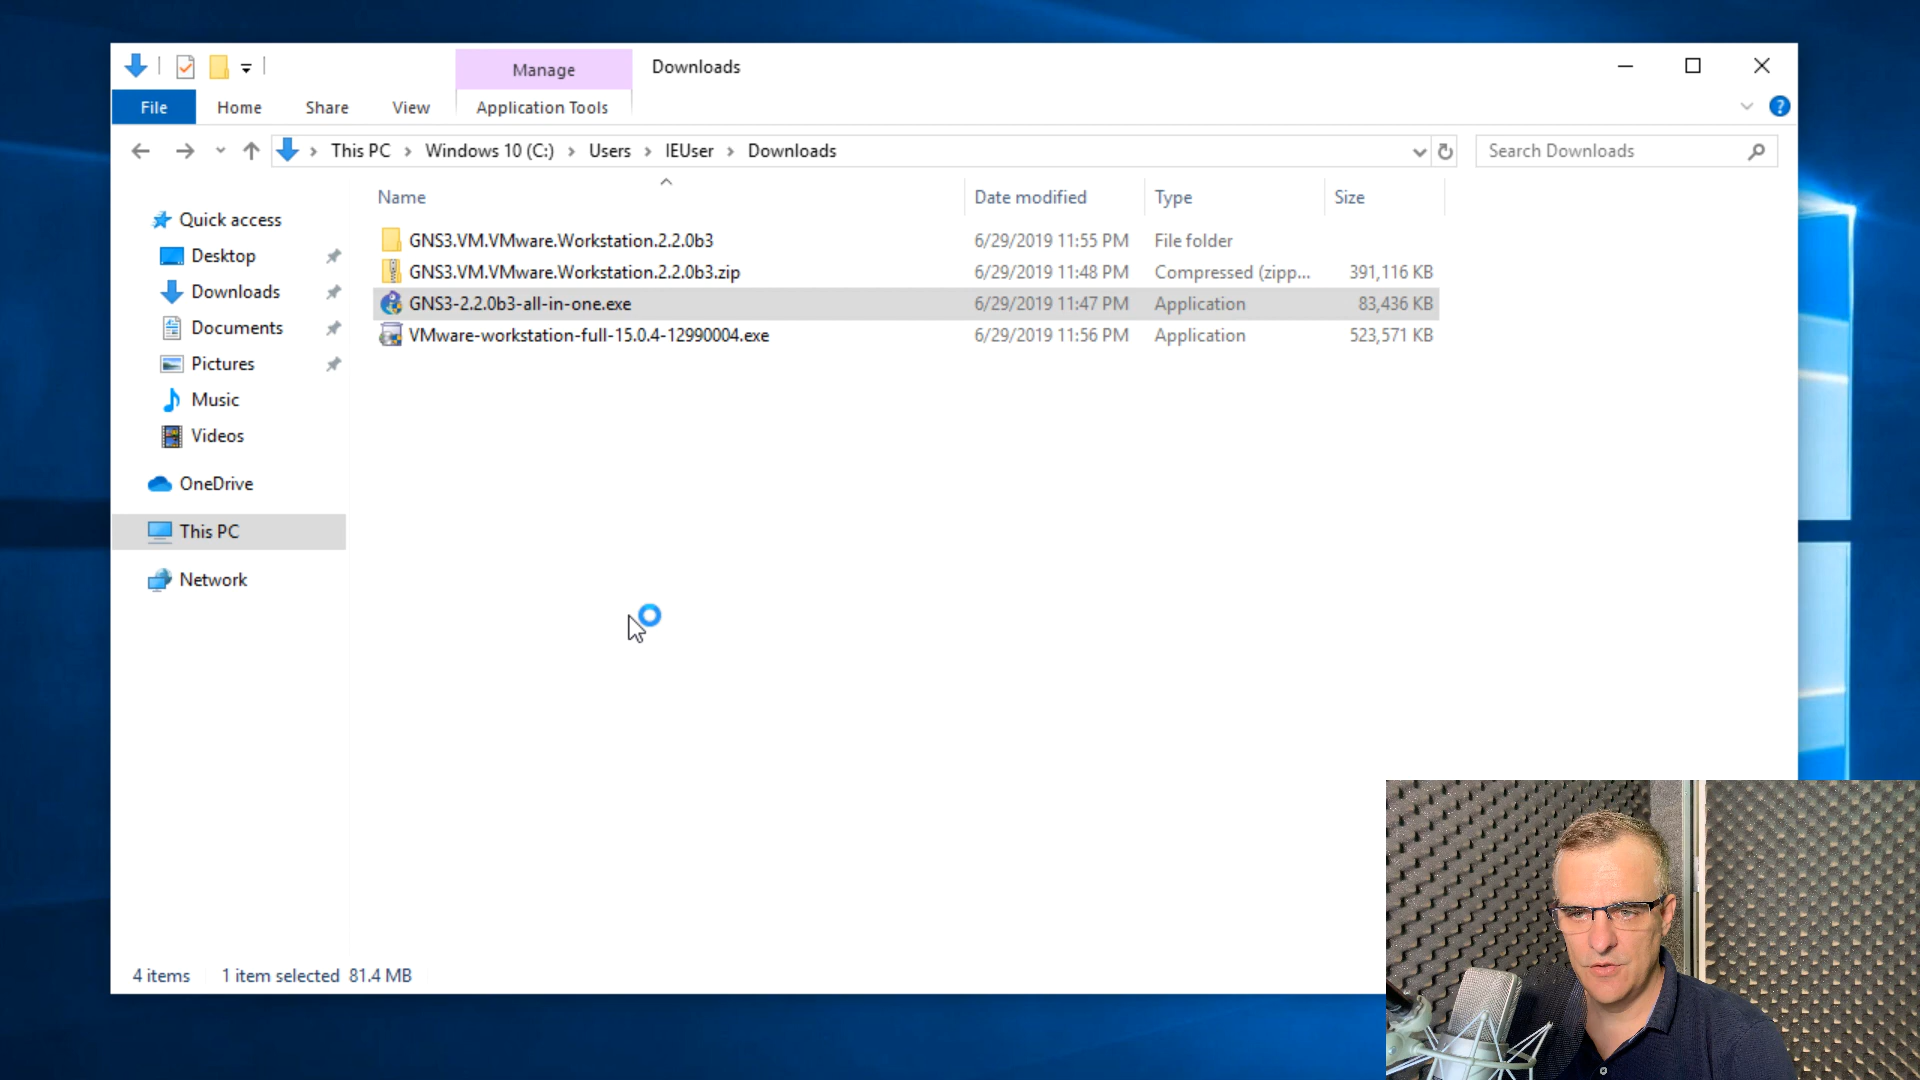 Manage
Downloads
File
Home
Share
View
Application Tools
This PC
Windows 10 (C:)
Users
IEUser
Downloads
Search Downloads
Name
Date modified
Type
Size
Quick access
Desktop
Downloads
Documents
Pictures
Music
Videos
OneDrive
This PC
Network
GNS3.VM.VMware.Workstation.2.2.0b3 6/29/2019 11:55 PM File folder
GNS3.VM.VMware.Workstation.2.2.0b3.zip 6/29/2019 11:48 PM Compressed (zipp... 391,116 KB
GNS3-2.2.0b3-all-in-one.exe 6/29/2019 11:47 PM Application 83,436 KB
VMware-workstation-full-15.0.4-12990004.exe 6/29/2019 11:56 PM Application 523,571 KB
4 items 1 item selected 81.4 MB